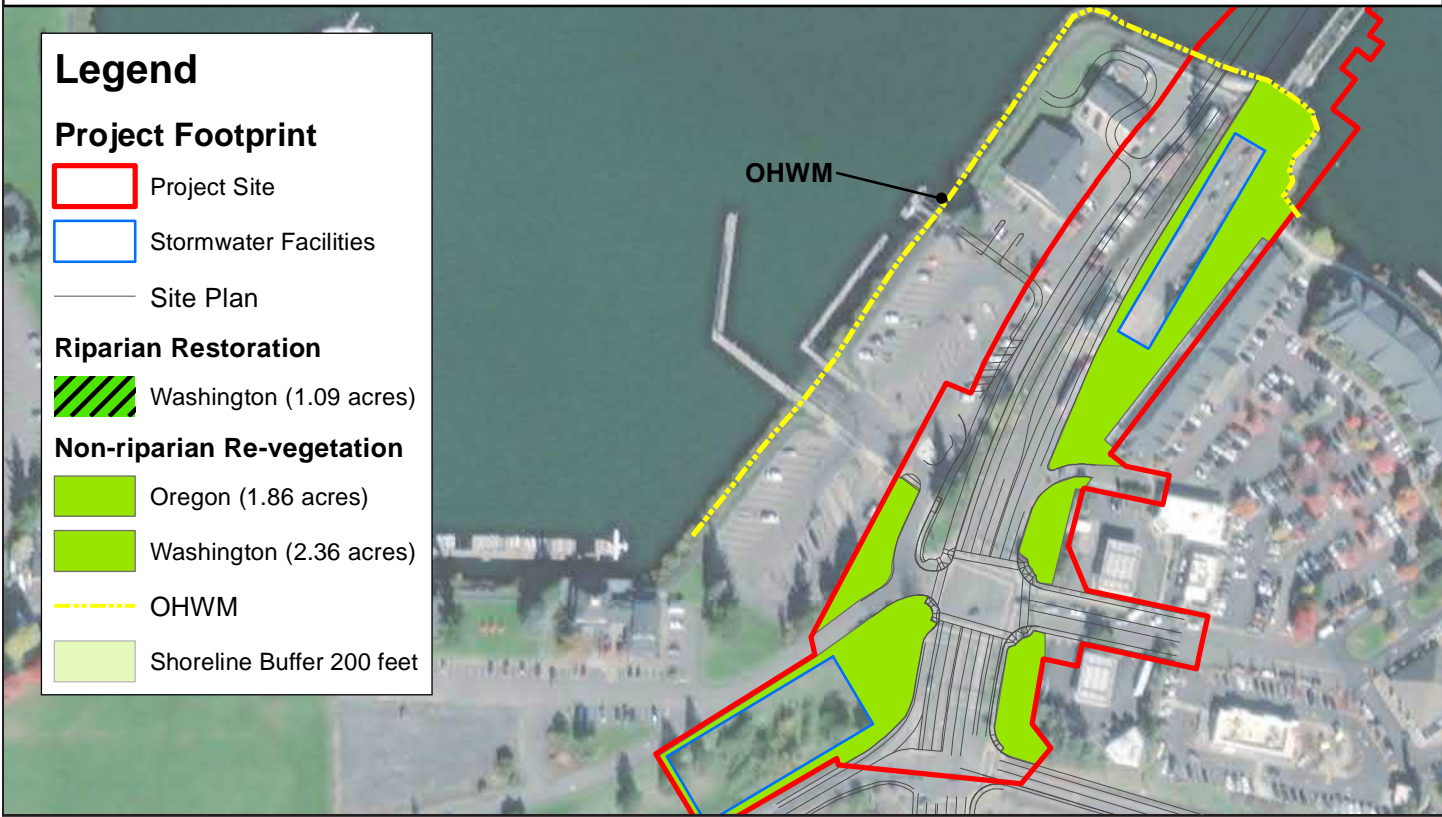 Legend
Project Footprint
Project Site
Stormwater Facilities
Site Plan
Riparian Restoration
Washington (1.09 acres)
Non-riparian Re-vegetation
Oregon (1.86 acres)
Washington (2.36 acres)
OHWM
Shoreline Buffer 200 feet
OHWM